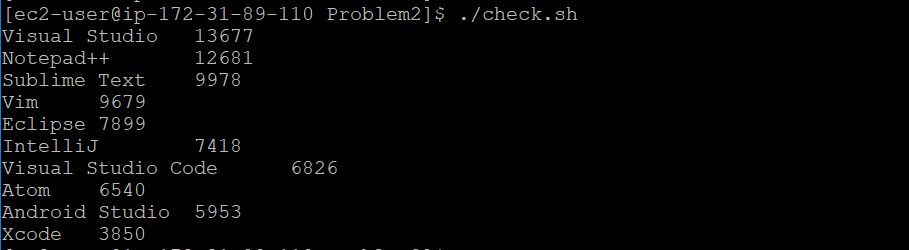 [ec2-user@ip-172-31-89-110 Problem2]$ ./check.sh
Visual Studio   13677
Notepad++       12681
Sublime Text    9978
Vim     9679
Eclipse 7899
IntelliJ        7418
Visual Studio Code      6826
Atom    6540
Android Studio  5953
Xcode   3850